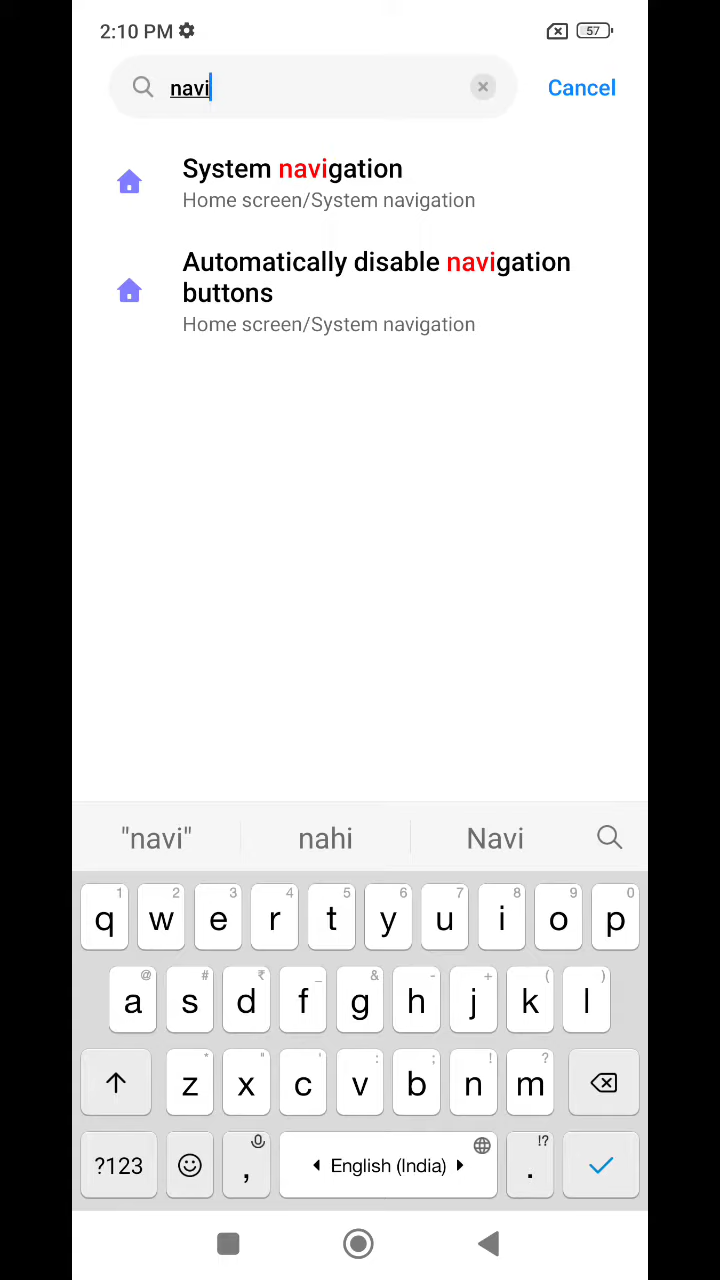 2:10 PM
57
navi
Cancel
System navigation
Home screen/System navigation
Automatically disable navigation
buttons
Home screen/System navigation
"navi" nahi Navi
1 2 3 4 5 6 7 8 9 0
q w e r t y u i o p
@ # ₹ _ & - + ( )
a s d f g h j k l
* " ' : ; ! ?
z x c v b n m
!?
?123 , English (India) .